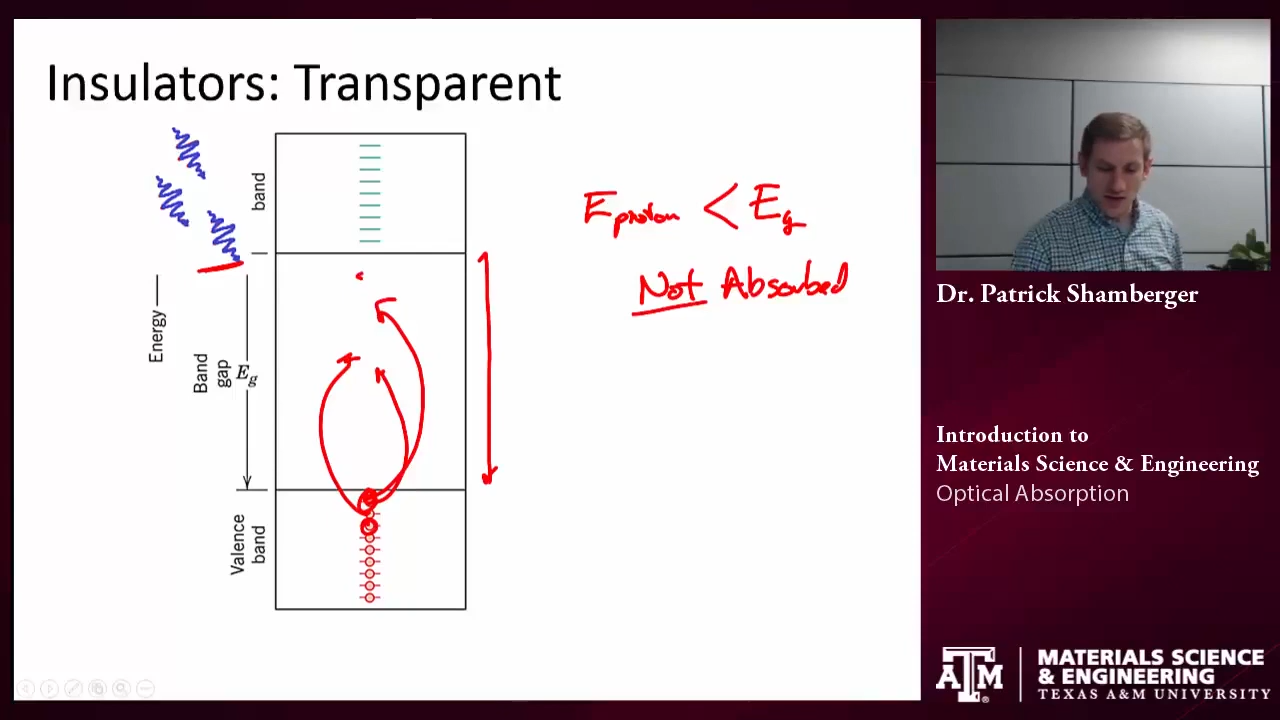 Insulators: Transparent
band
Energy
Band
gap
E_g
Valence
band
E_photon < E_g
Not Absorbed
Dr. Patrick Shamberger
Introduction to
Materials Science & Engineering
Optical Absorption
A T M
MATERIALS SCIENCE
& ENGINEERING
TEXAS A&M UNIVERSITY